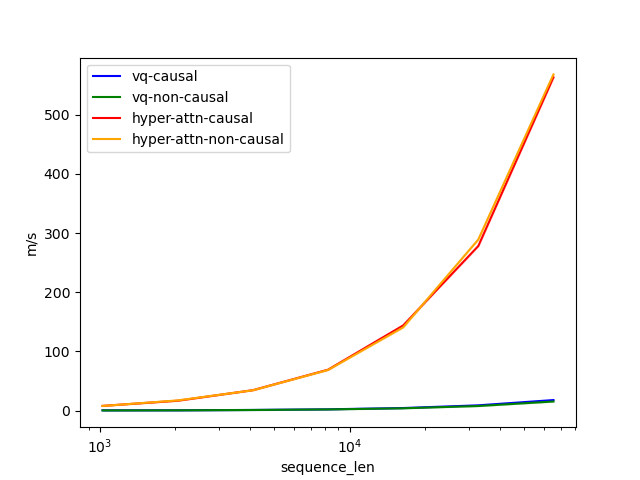 vq-causal
vq-non-causal
hyper-attn-causal
hyper-attn-non-causal
500
400
300
200
100
0
m/s
10³
10⁴
sequence_len